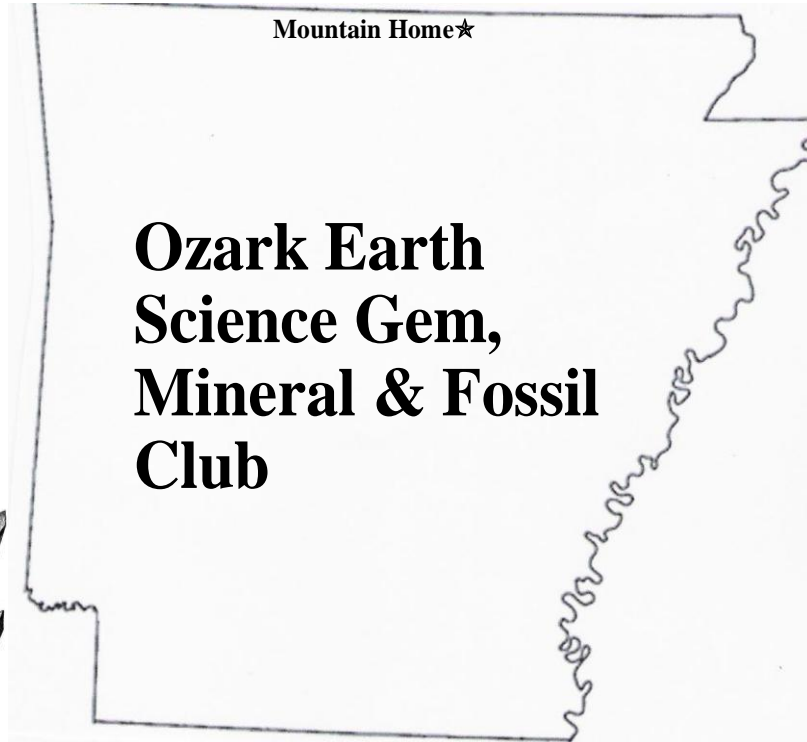 Mountain Home✯
Ozark Earth
Science Gem,
Mineral & Fossil
Club